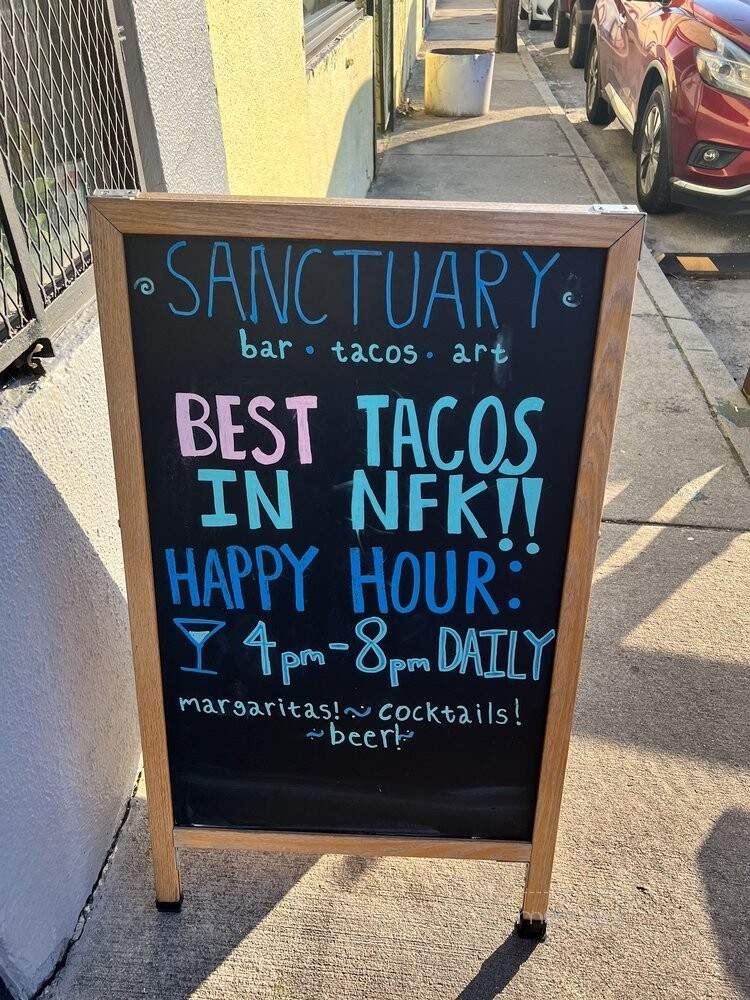 SANCTUARY
bar · tacos · art
BEST TACOS
IN NFK!!
HAPPY HOUR:
4pm-8pm DAILY
margaritas! ~ cocktails!
~beer!~